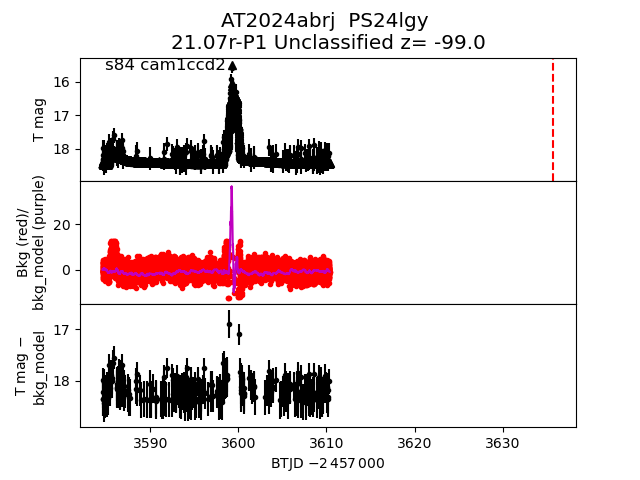 AT2024abrj  PS24lgy
21.07r-P1 Unclassified z= -99.0
s84 cam1ccd2
16
17
18
T mag
20
0
Bkg (red)/
bkg_model (purple)
17
18
T mag −
bkg_model
3590
3600
3610
3620
3630
BTJD −2 457 000